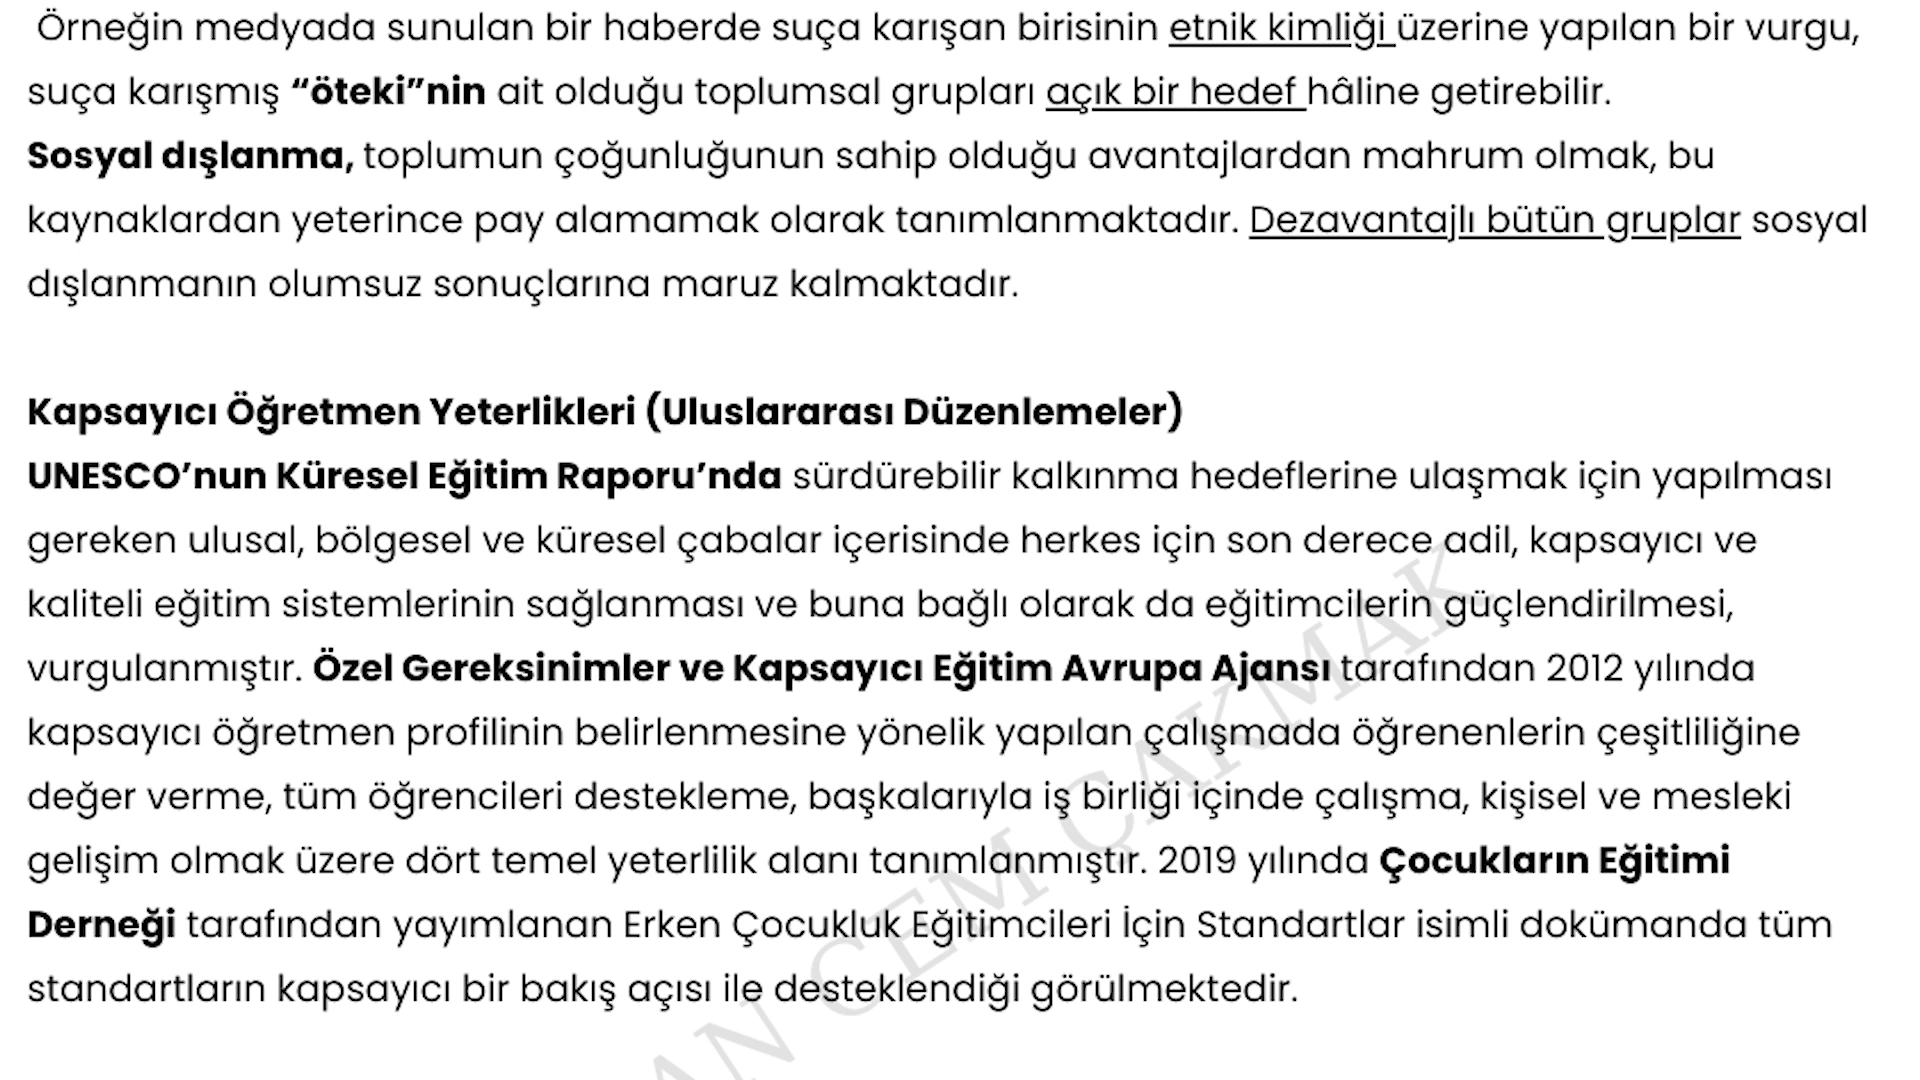 Örneğin medyada sunulan bir haberde suça karışan birisinin etnik kimliği üzerine yapılan bir vurgu,
suça karışmış “öteki”nin ait olduğu toplumsal grupları açık bir hedef hâline getirebilir.
Sosyal dışlanma, toplumun çoğunluğunun sahip olduğu avantajlardan mahrum olmak, bu
kaynaklardan yeterince pay alamamak olarak tanımlanmaktadır. Dezavantajlı bütün gruplar sosyal
dışlanmanın olumsuz sonuçlarına maruz kalmaktadır.
Kapsayıcı Öğretmen Yeterlikleri (Uluslararası Düzenlemeler)
UNESCO’nun Küresel Eğitim Raporu’nda sürdürebilir kalkınma hedeflerine ulaşmak için yapılması
gereken ulusal, bölgesel ve küresel çabalar içerisinde herkes için son derece adil, kapsayıcı ve
kaliteli eğitim sistemlerinin sağlanması ve buna bağlı olarak da eğitimcilerin güçlendirilmesi,
vurgulanmıştır. Özel Gereksinimler ve Kapsayıcı Eğitim Avrupa Ajansı tarafından 2012 yılında
kapsayıcı öğretmen profilinin belirlenmesine yönelik yapılan çalışmada öğrenenlerin çeşitliliğine
değer verme, tüm öğrencileri destekleme, başkalarıyla iş birliği içinde çalışma, kişisel ve mesleki
gelişim olmak üzere dört temel yeterlilik alanı tanımlanmıştır. 2019 yılında Çocukların Eğitimi
Derneği tarafından yayımlanan Erken Çocukluk Eğitimcileri İçin Standartlar isimli dokümanda tüm
standartların kapsayıcı bir bakış açısı ile desteklendiği görülmektedir.
CEM ÇAKMAK